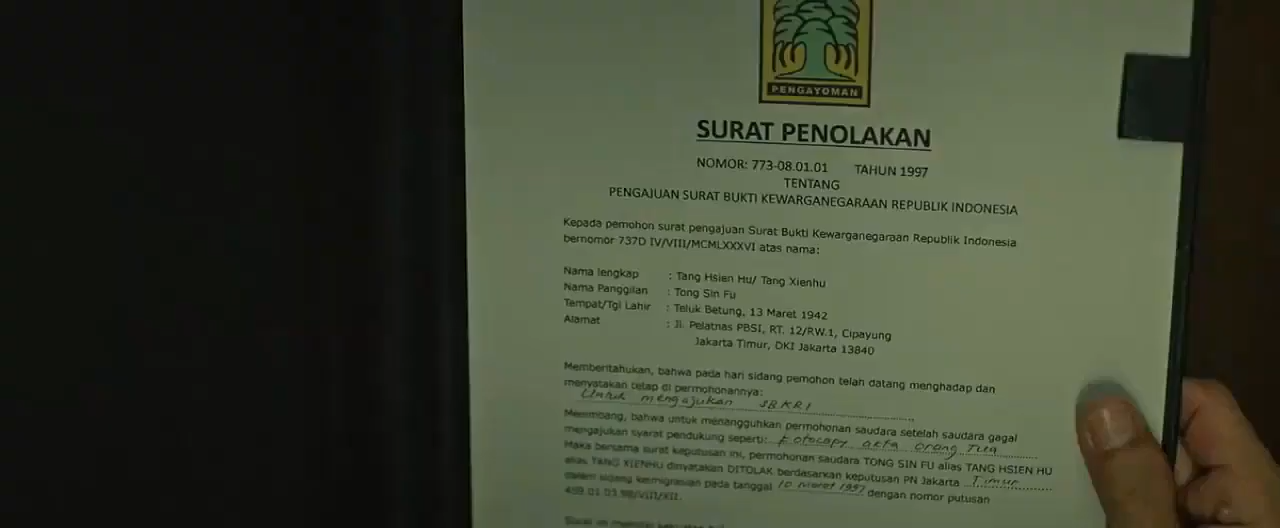 PENGAYOMAN
SURAT PENOLAKAN
NOMOR: 773-08.01.01 TAHUN 1997
TENTANG
PENGAJUAN SURAT BUKTI KEWARGANEGARAAN REPUBLIK INDONESIA
Kepada pemohon surat pengajuan Surat Bukti Kewarganegaraan Republik Indonesia
bernomor 737D IV/VIII/MCMLXXXVI atas nama:
Nama lengkap : Tang Hsien Hu/ Tang Xienhu
Nama Panggilan : Tong Sin Fu
Tempat/Tgl Lahir : Teluk Betung, 13 Maret 1942
Alamat : Jl. Pelatnas PBSI, RT. 12/RW.1, Cipayung
Jakarta Timur, DKI Jakarta 13840
Memberitahukan, bahwa pada hari sidang pemohon telah datang menghadap dan
menyatakan tetap di permohonannya:
Untuk mengajukan SBKRI
Menimbang, bahwa untuk menangguhkan permohonan saudara setelah saudara gagal
mengajukan syarat pendukung seperti: Fotocopy akta orang Tua
Maka bersama surat keputusan ini, permohonan saudara TONG SIN FU alias TANG HSIEN HU
alias TANG XIENHU dinyatakan DITOLAK berdasarkan keputusan PN Jakarta Timur
dalam sidang keimigrasian pada tanggal 10 Maret 1997 dengan nomor putusan